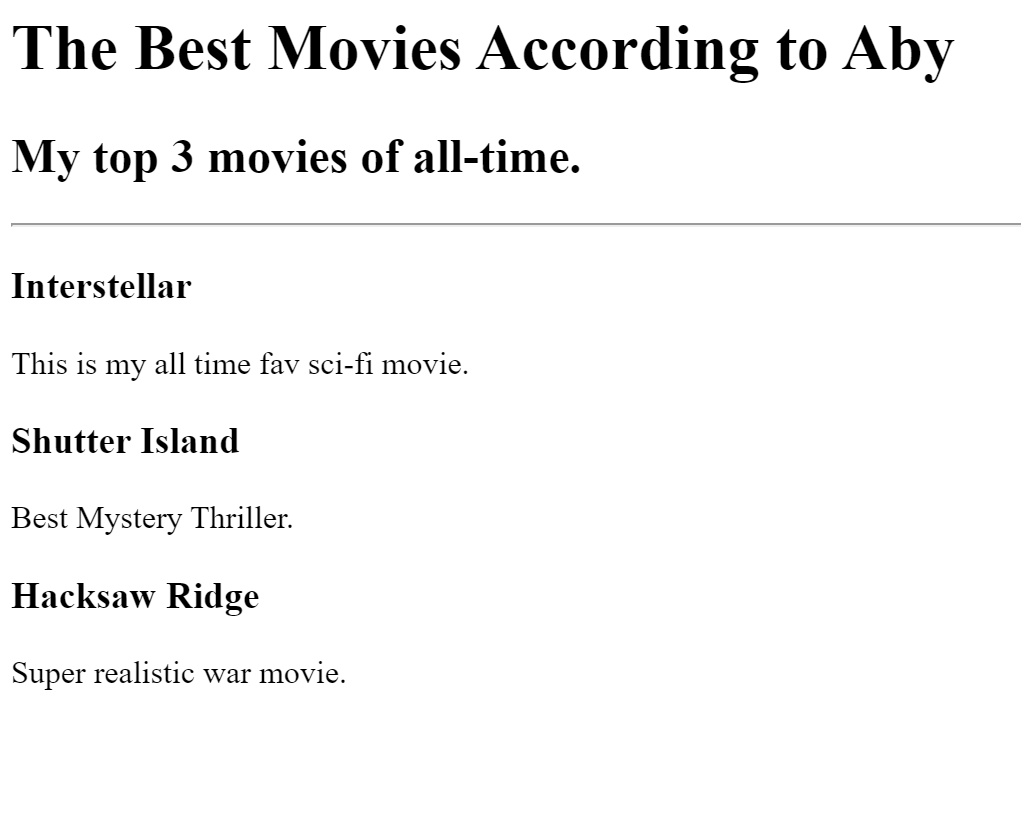 The Best Movies According to Aby
My top 3 movies of all-time.
Interstellar
This is my all time fav sci-fi movie.
Shutter Island
Best Mystery Thriller.
Hacksaw Ridge
Super realistic war movie.